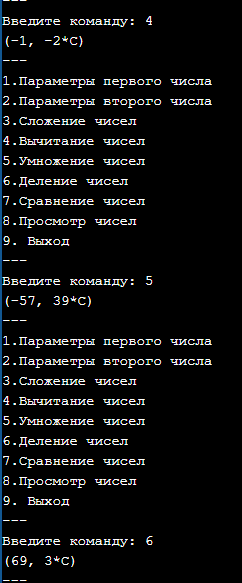 ---
Введите команду: 4
(-1, -2*С)
---
1.Параметры первого числа
2.Параметры второго числа
3.Сложение чисел
4.Вычитание чисел
5.Умножение чисел
6.Деление чисел
7.Сравнение чисел
8.Просмотр чисел
9. Выход
---
Введите команду: 5
(-57, 39*С)
---
1.Параметры первого числа
2.Параметры второго числа
3.Сложение чисел
4.Вычитание чисел
5.Умножение чисел
6.Деление чисел
7.Сравнение чисел
8.Просмотр чисел
9. Выход
---
Введите команду: 6
(69, 3*С)